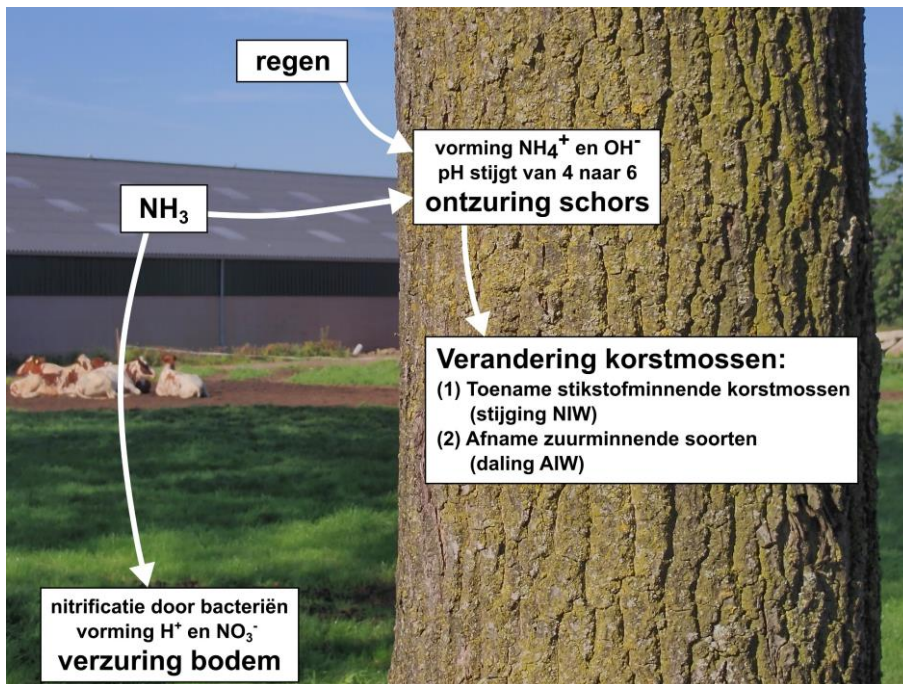 regen
vorming NH₄⁺ en OH⁻
pH stijgt van 4 naar 6
ontzuring schors
NH₃
Verandering korstmossen:
(1) Toename stikstofminnende korstmossen
(stijging NIW)
(2) Afname zuurminnende soorten
(daling AIW)
nitrificatie door bacteriën
vorming H⁺ en NO₃⁻
verzuring bodem